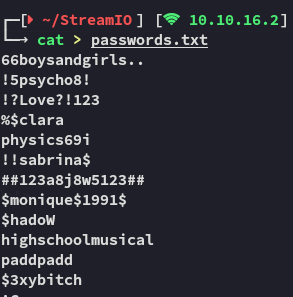 [~/StreamIO] [10.10.16.2]
cat > passwords.txt
66boysandgirls..
!5psycho8!
!?Love?!123
%$clara
physics69i
!!sabrina$
##123a8j8w5123##
$monique$1991$
$hadoW
highschoolmusical
paddpadd
$3xybitch